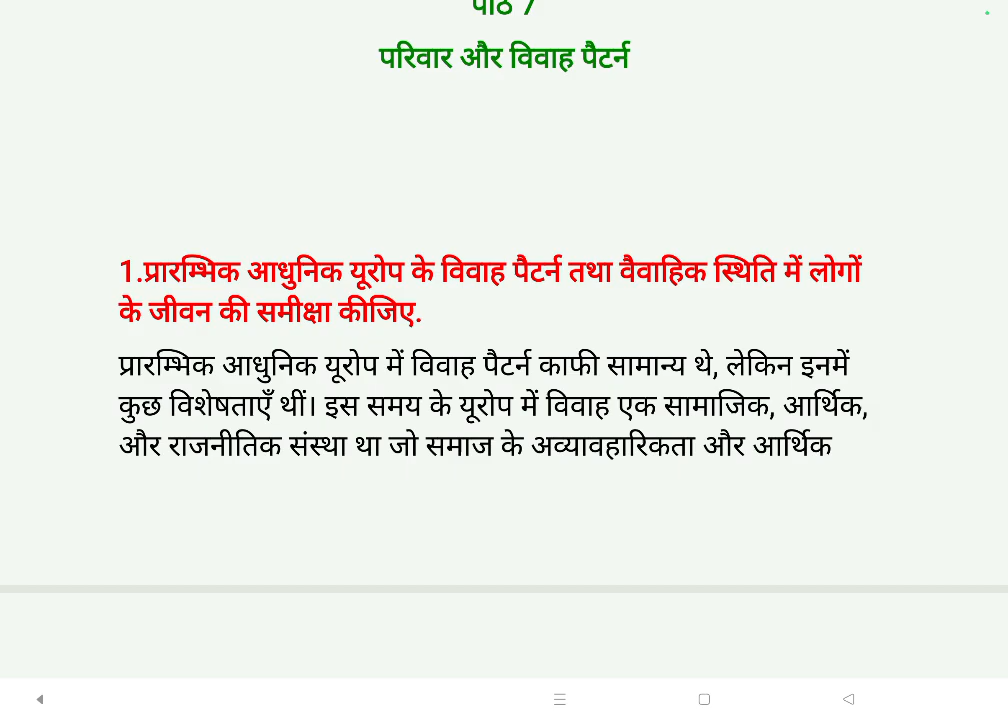 पाठ 7
परिवार और विवाह पैटर्न
1.प्रारम्भिक आधुनिक यूरोप के विवाह पैटर्न तथा वैवाहिक स्थिति में लोगों
के जीवन की समीक्षा कीजिए.
प्रारम्भिक आधुनिक यूरोप में विवाह पैटर्न काफी सामान्य थे, लेकिन इनमें
कुछ विशेषताएँ थीं। इस समय के यूरोप में विवाह एक सामाजिक, आर्थिक,
और राजनीतिक संस्था था जो समाज के अव्यावहारिकता और आर्थिक